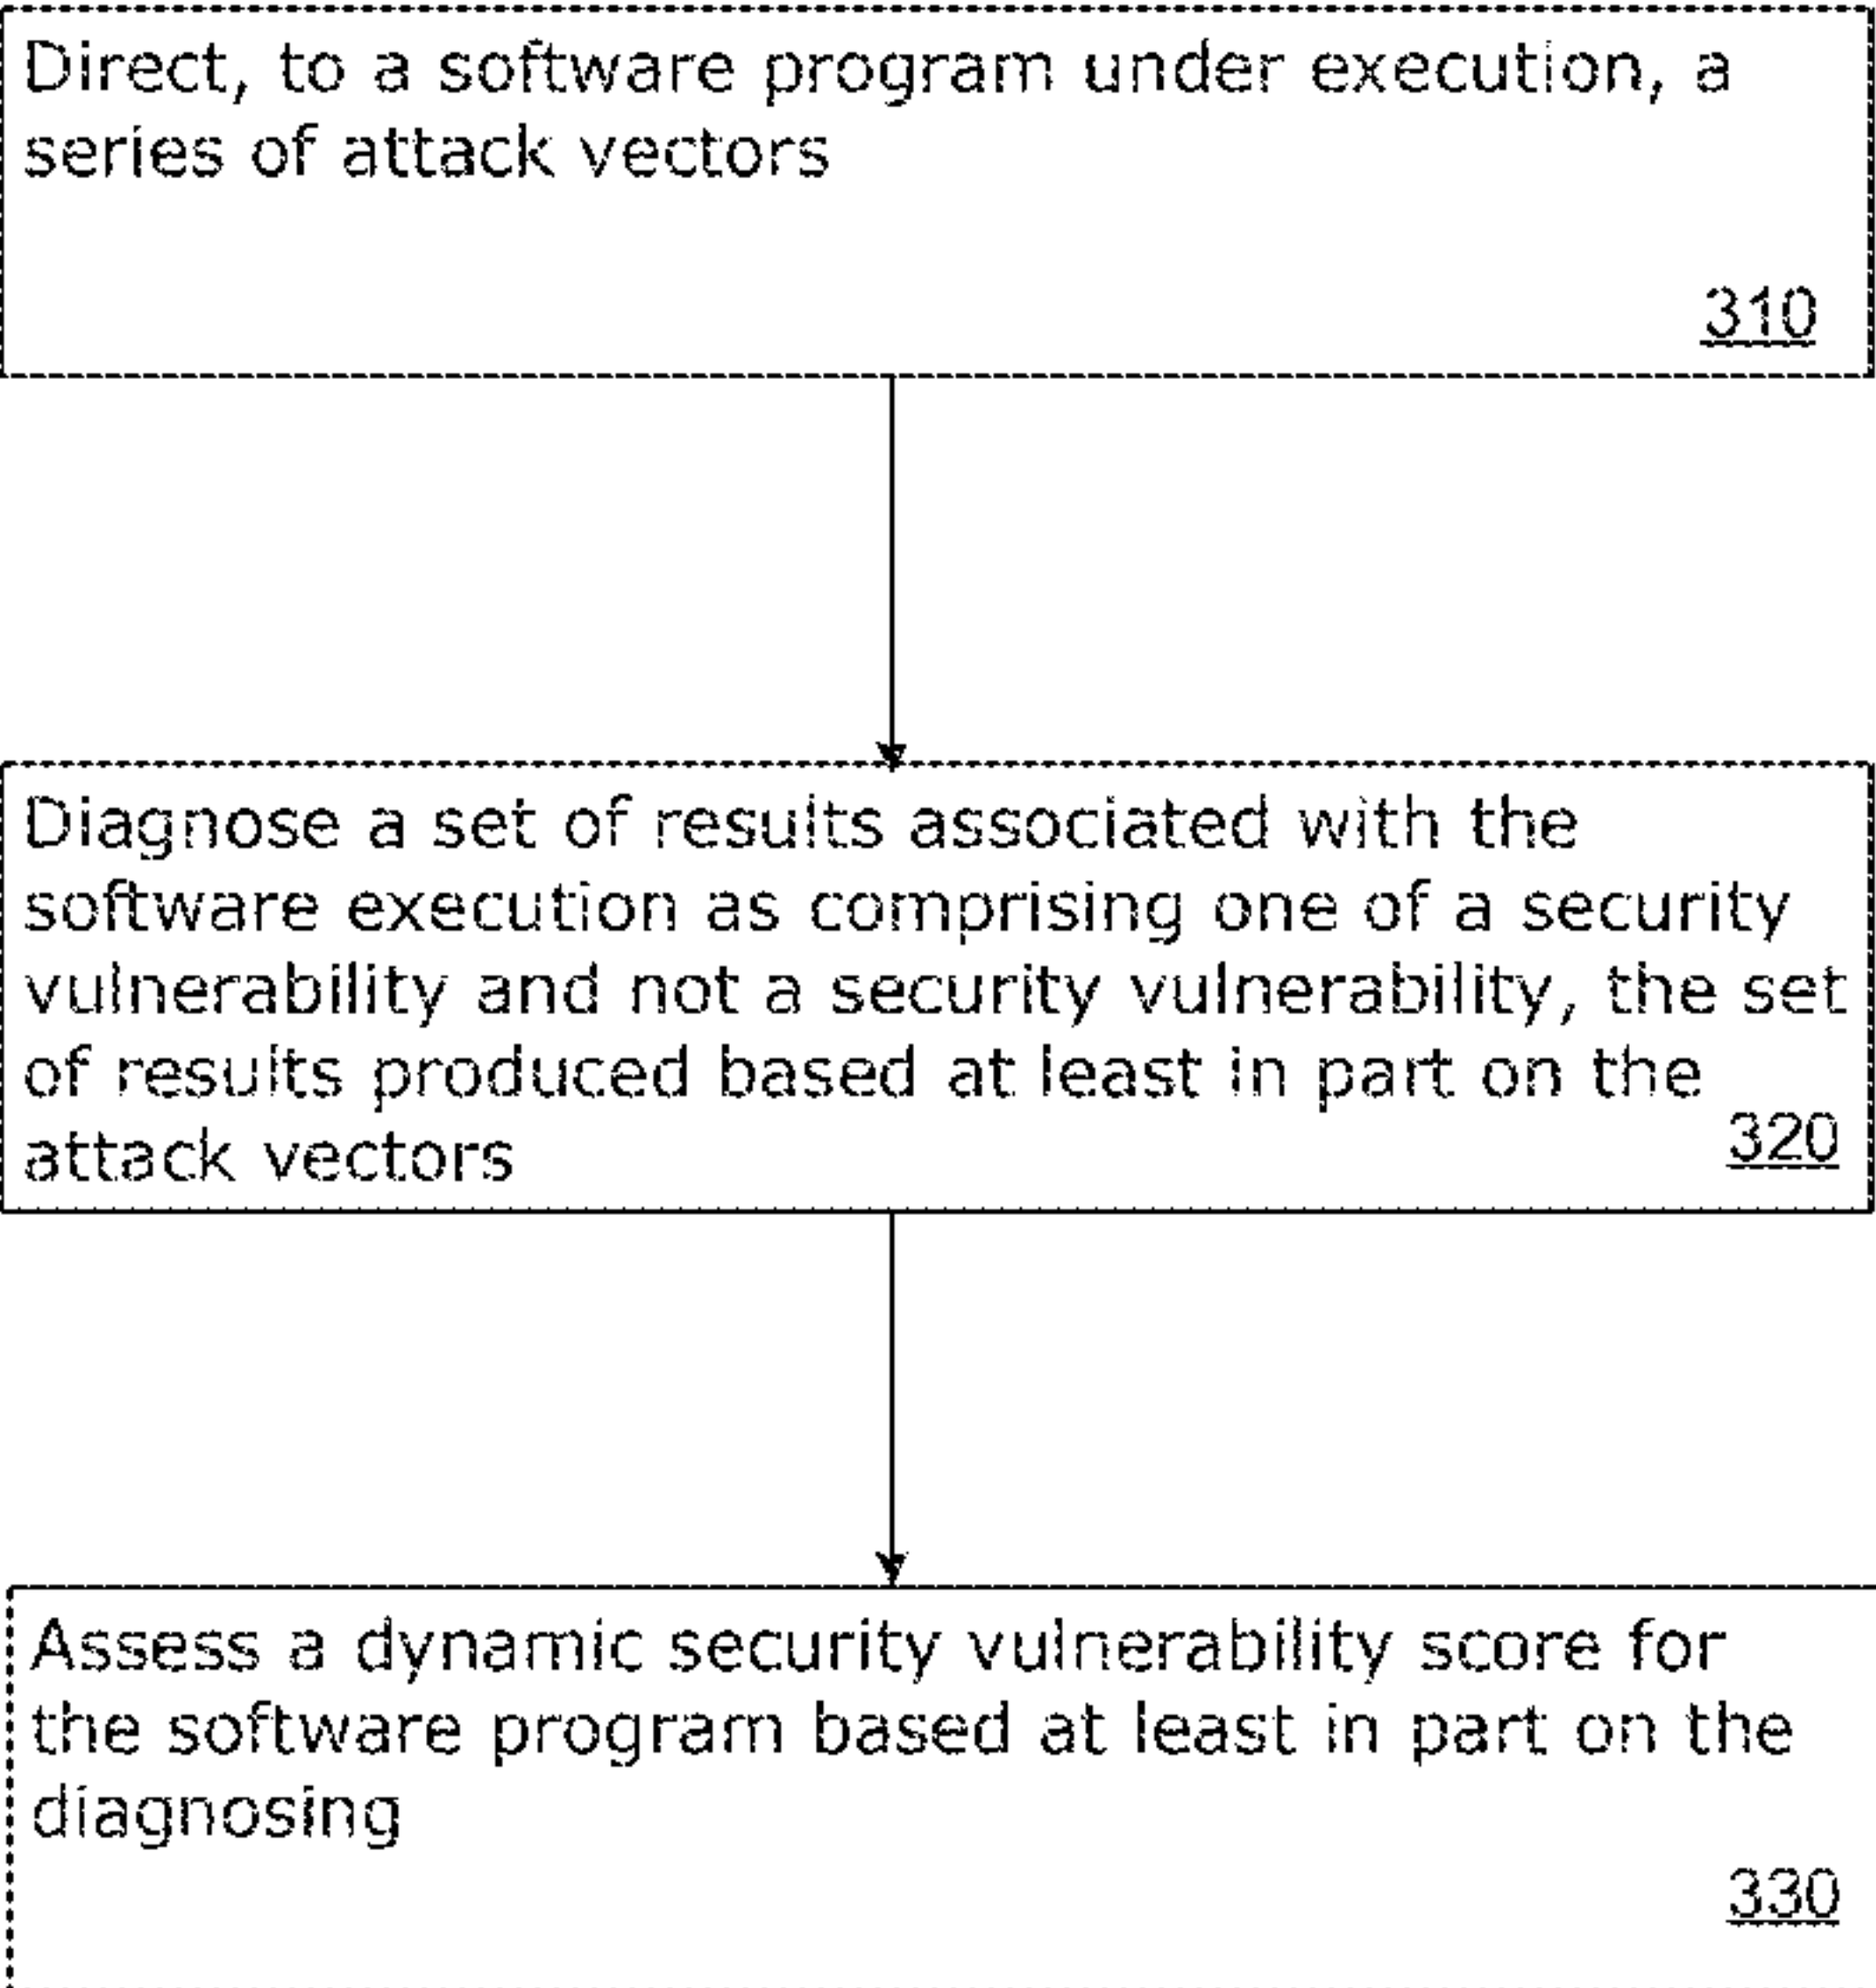 Direct, to a software program under execution, a
series of attack vectors
310
Diagnose a set of results associated with the
software execution as comprising one of a security
vulnerability and not a security vulnerability, the set
of results produced based at least in part on the
attack vectors
320
Assess a dynamic security vulnerability score for
the software program based at least in part on the
diagnosing
330